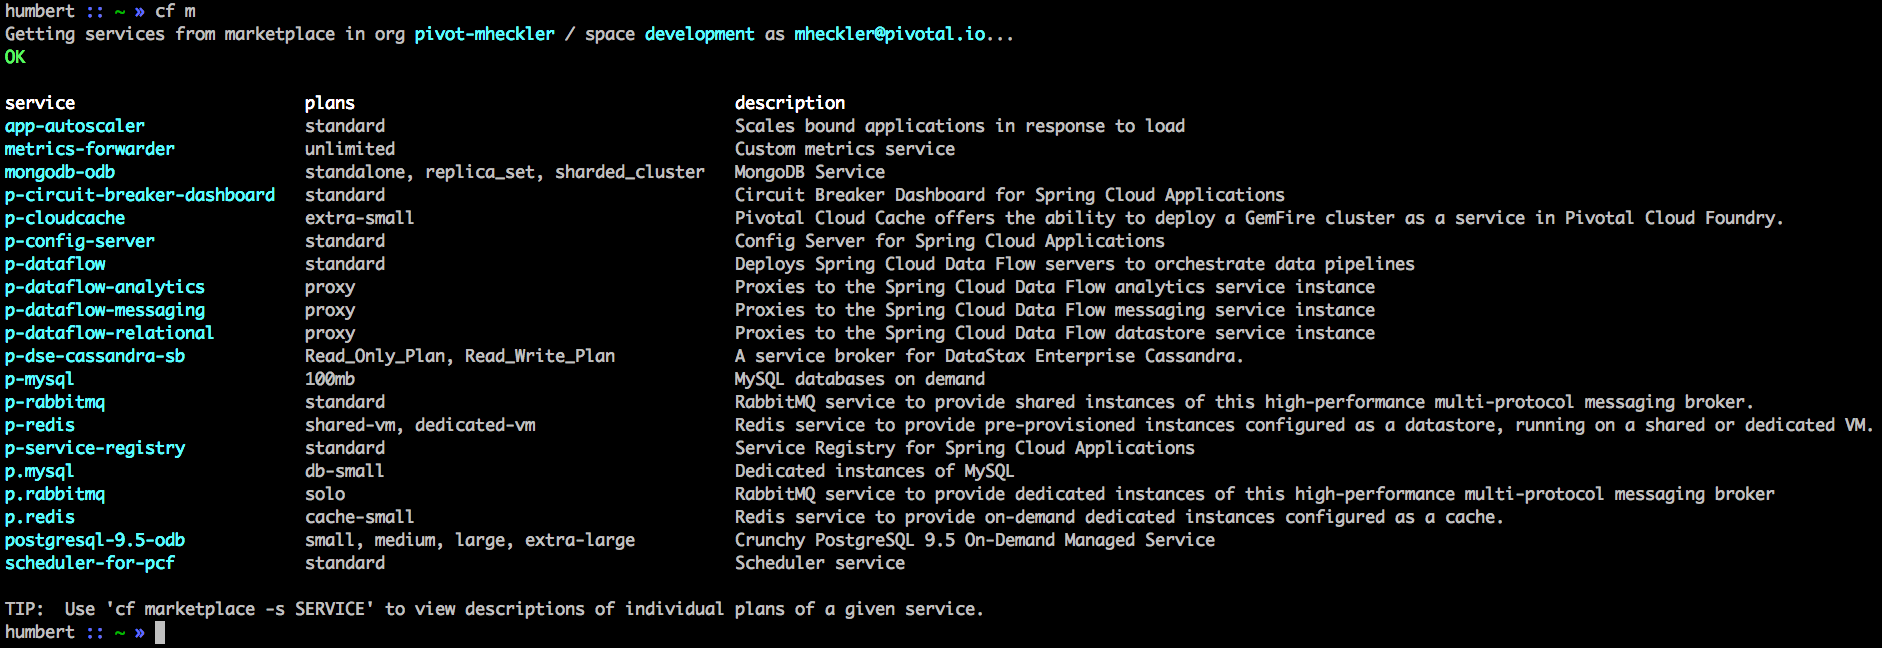 humbert :: ~ » cf m
Getting services from marketplace in org pivot-mheckler / space development as mheckler@pivotal.io...
OK
service plans description
app-autoscaler standard Scales bound applications in response to load
metrics-forwarder unlimited Custom metrics service
mongodb-odb standalone, replica_set, sharded_cluster MongoDB Service
p-circuit-breaker-dashboard standard Circuit Breaker Dashboard for Spring Cloud Applications
p-cloudcache extra-small Pivotal Cloud Cache offers the ability to deploy a GemFire cluster as a service in Pivotal Cloud Foundry.
p-config-server standard Config Server for Spring Cloud Applications
p-dataflow standard Deploys Spring Cloud Data Flow servers to orchestrate data pipelines
p-dataflow-analytics proxy Proxies to the Spring Cloud Data Flow analytics service instance
p-dataflow-messaging proxy Proxies to the Spring Cloud Data Flow messaging service instance
p-dataflow-relational proxy Proxies to the Spring Cloud Data Flow datastore service instance
p-dse-cassandra-sb Read_Only_Plan, Read_Write_Plan A service broker for DataStax Enterprise Cassandra.
p-mysql 100mb MySQL databases on demand
p-rabbitmq standard RabbitMQ service to provide shared instances of this high-performance multi-protocol messaging broker.
p-redis shared-vm, dedicated-vm Redis service to provide pre-provisioned instances configured as a datastore, running on a shared or dedicated VM.
p-service-registry standard Service Registry for Spring Cloud Applications
p.mysql db-small Dedicated instances of MySQL
p.rabbitmq solo RabbitMQ service to provide dedicated instances of this high-performance multi-protocol messaging broker
p.redis cache-small Redis service to provide on-demand dedicated instances configured as a cache.
postgresql-9.5-odb small, medium, large, extra-large Crunchy PostgreSQL 9.5 On-Demand Managed Service
scheduler-for-pcf standard Scheduler service
TIP:  Use 'cf marketplace -s SERVICE' to view descriptions of individual plans of a given service.
humbert :: ~ »